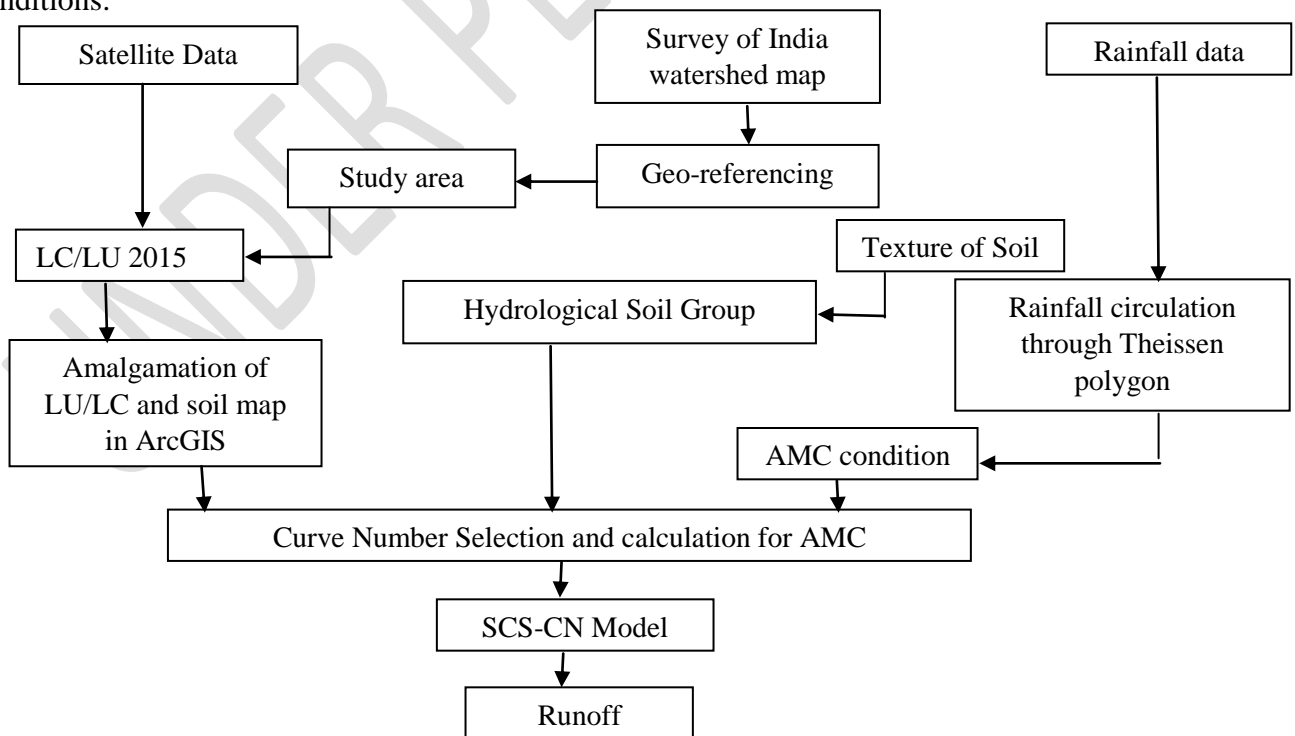 nditions.
Satellite Data
Survey of India
watershed map
Rainfall data
Study area
Geo-referencing
LC/LU 2015
Texture of Soil
Hydrological Soil Group
Rainfall circulation
through Theissen
polygon
Amalgamation of
LU/LC and soil map
in ArcGIS
AMC condition
Curve Number Selection and calculation for AMC
SCS-CN Model
Runoff
UNDER PE